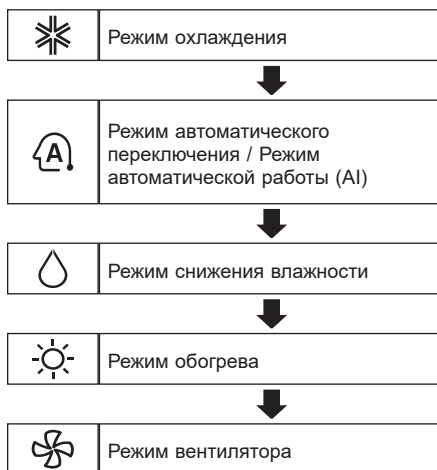 Режим охлаждения
A
Режим автоматического
переключения / Режим
автоматической работы (AI)
Режим снижения влажности
Режим обогрева
Режим вентилятора